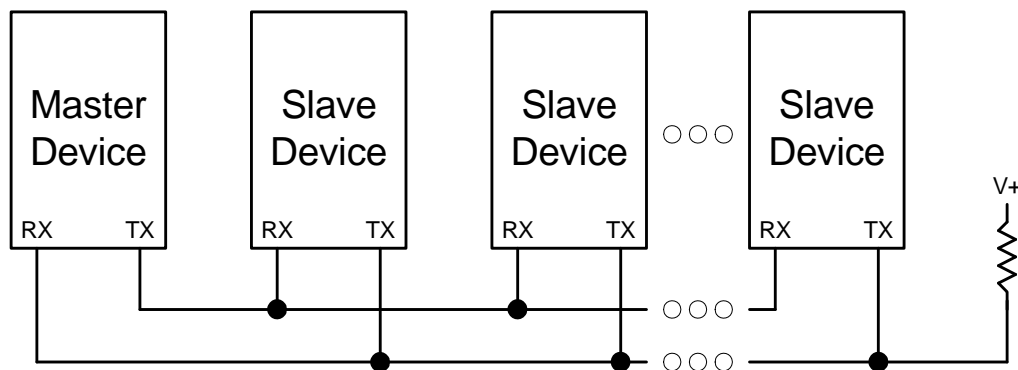 Master
Device
Slave
Device
Slave
Device
Slave
Device
V+
RX TX RX TX RX TX RX TX